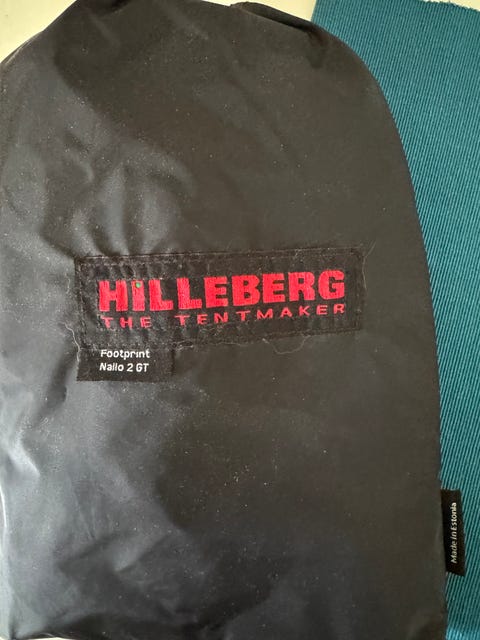 HILLEBERG
THE TENTMAKER
Footprint
Nallo 2 GT
Made in Estonia